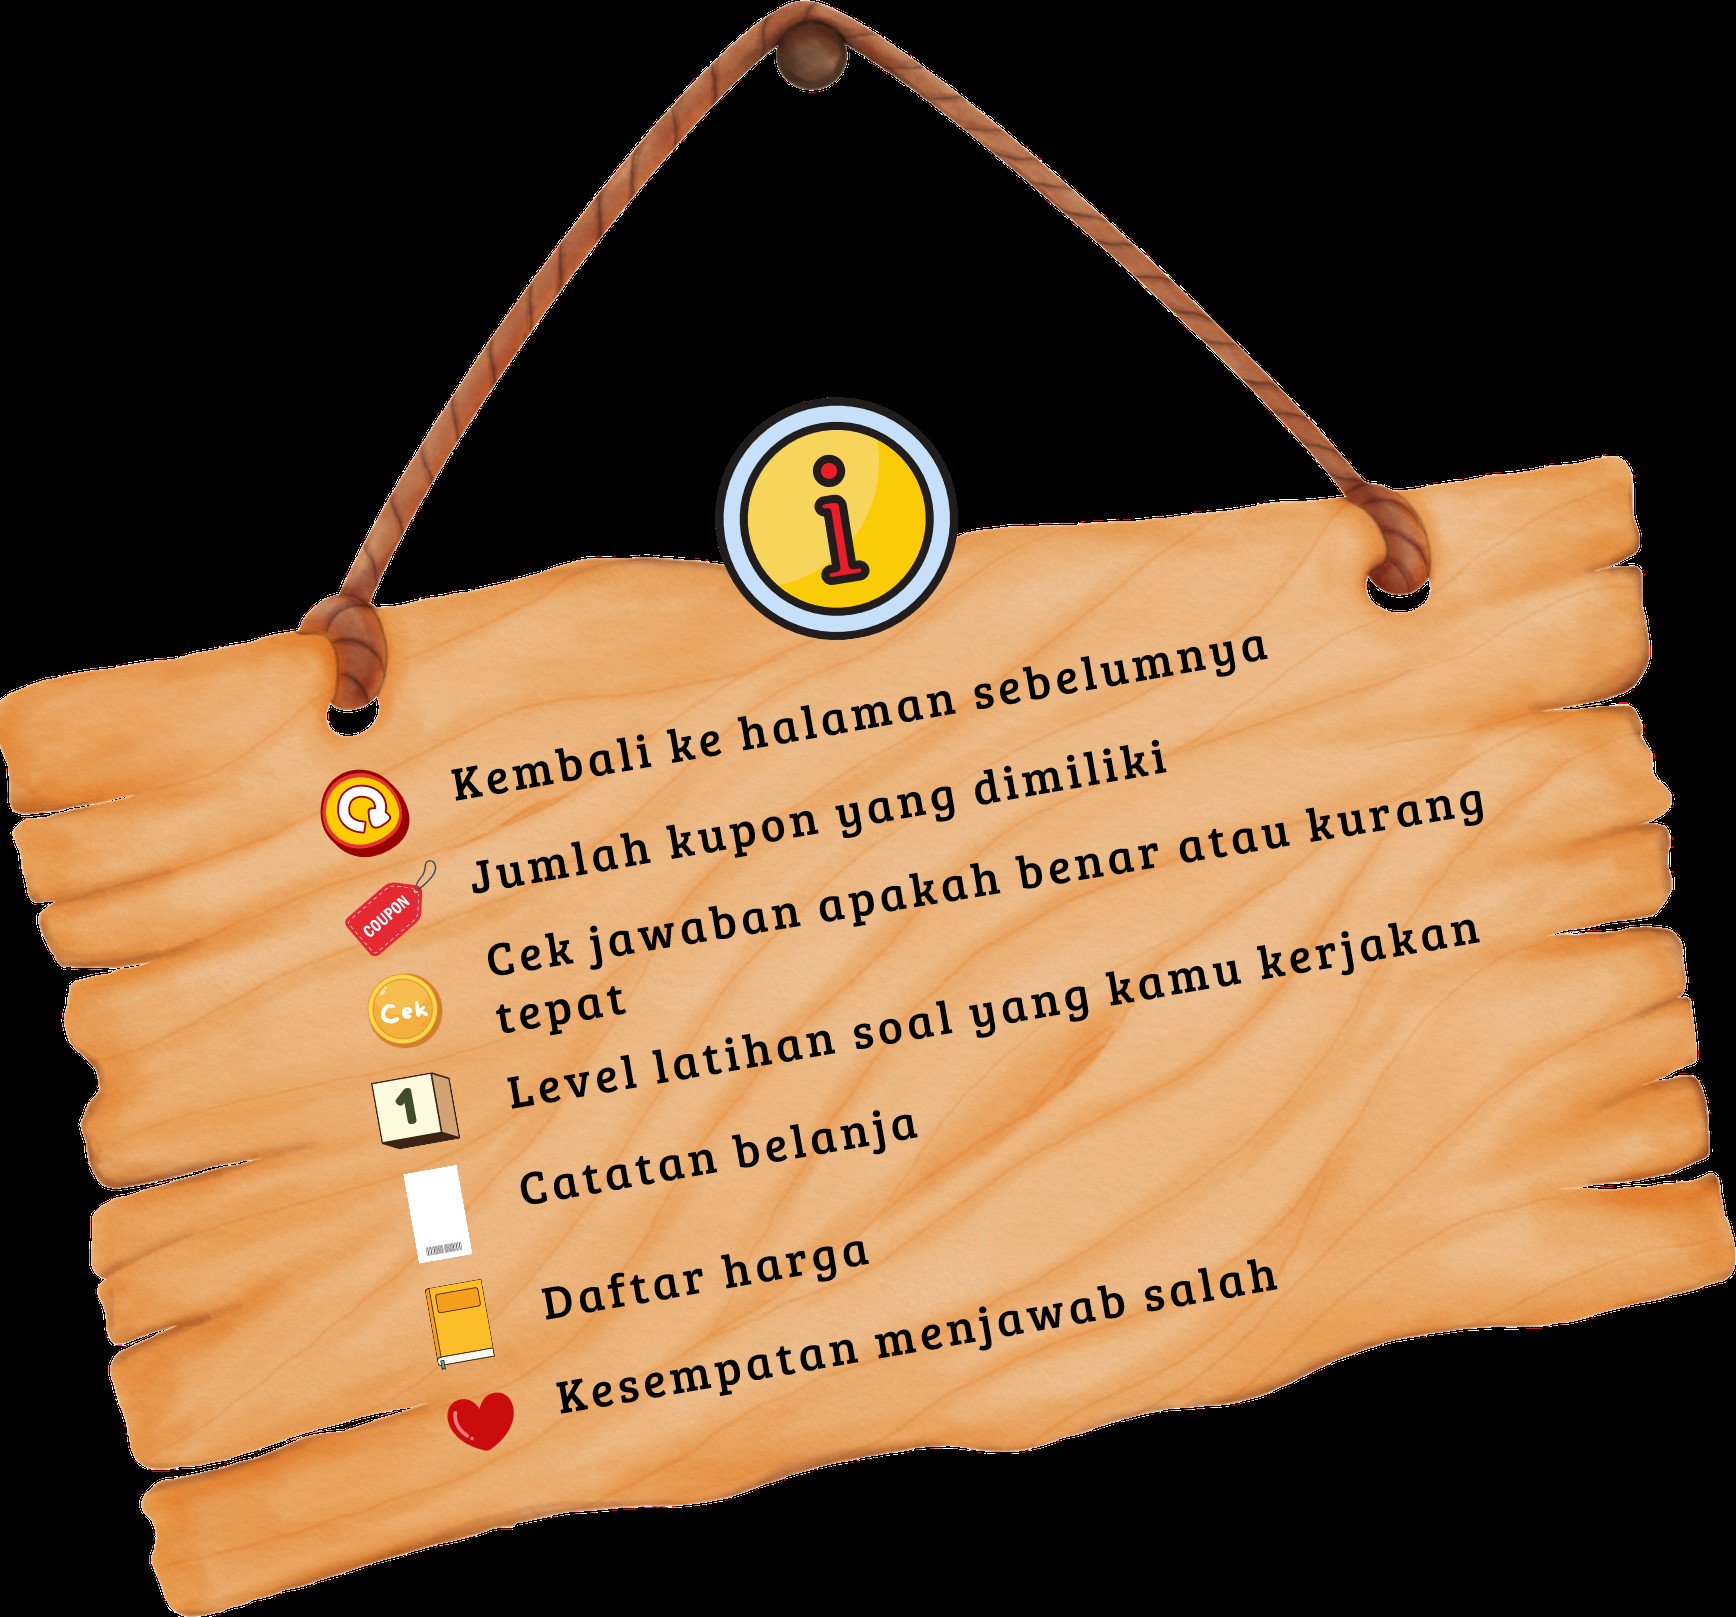 i
Kembali ke halaman sebelumnya
COUPON
Jumlah kupon yang dimiliki
Cek
Cek jawaban apakah benar atau kurang
tepat
1
Level latihan soal yang kamu kerjakan
Catatan belanja
Daftar harga
Kesempatan menjawab salah